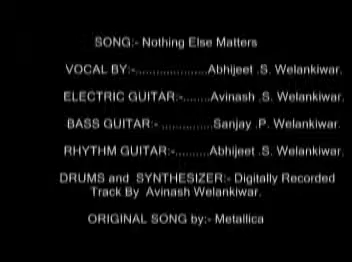 SONG:- Nothing Else Matters
VOCAL BY:-......................Abhijeet .S. Welankiwar.
ELECTRIC GUITAR:-........Avinash .S. Welankiwar.
BASS GUITAR:- ...............Sanjay .P. Welankiwar.
RHYTHM GUITAR:-..........Abhijeet .S. Welankiwar.
DRUMS and SYNTHESIZER:- Digitally Recorded
Track By Avinash Welankiwar.
ORIGINAL SONG by:- Metallica